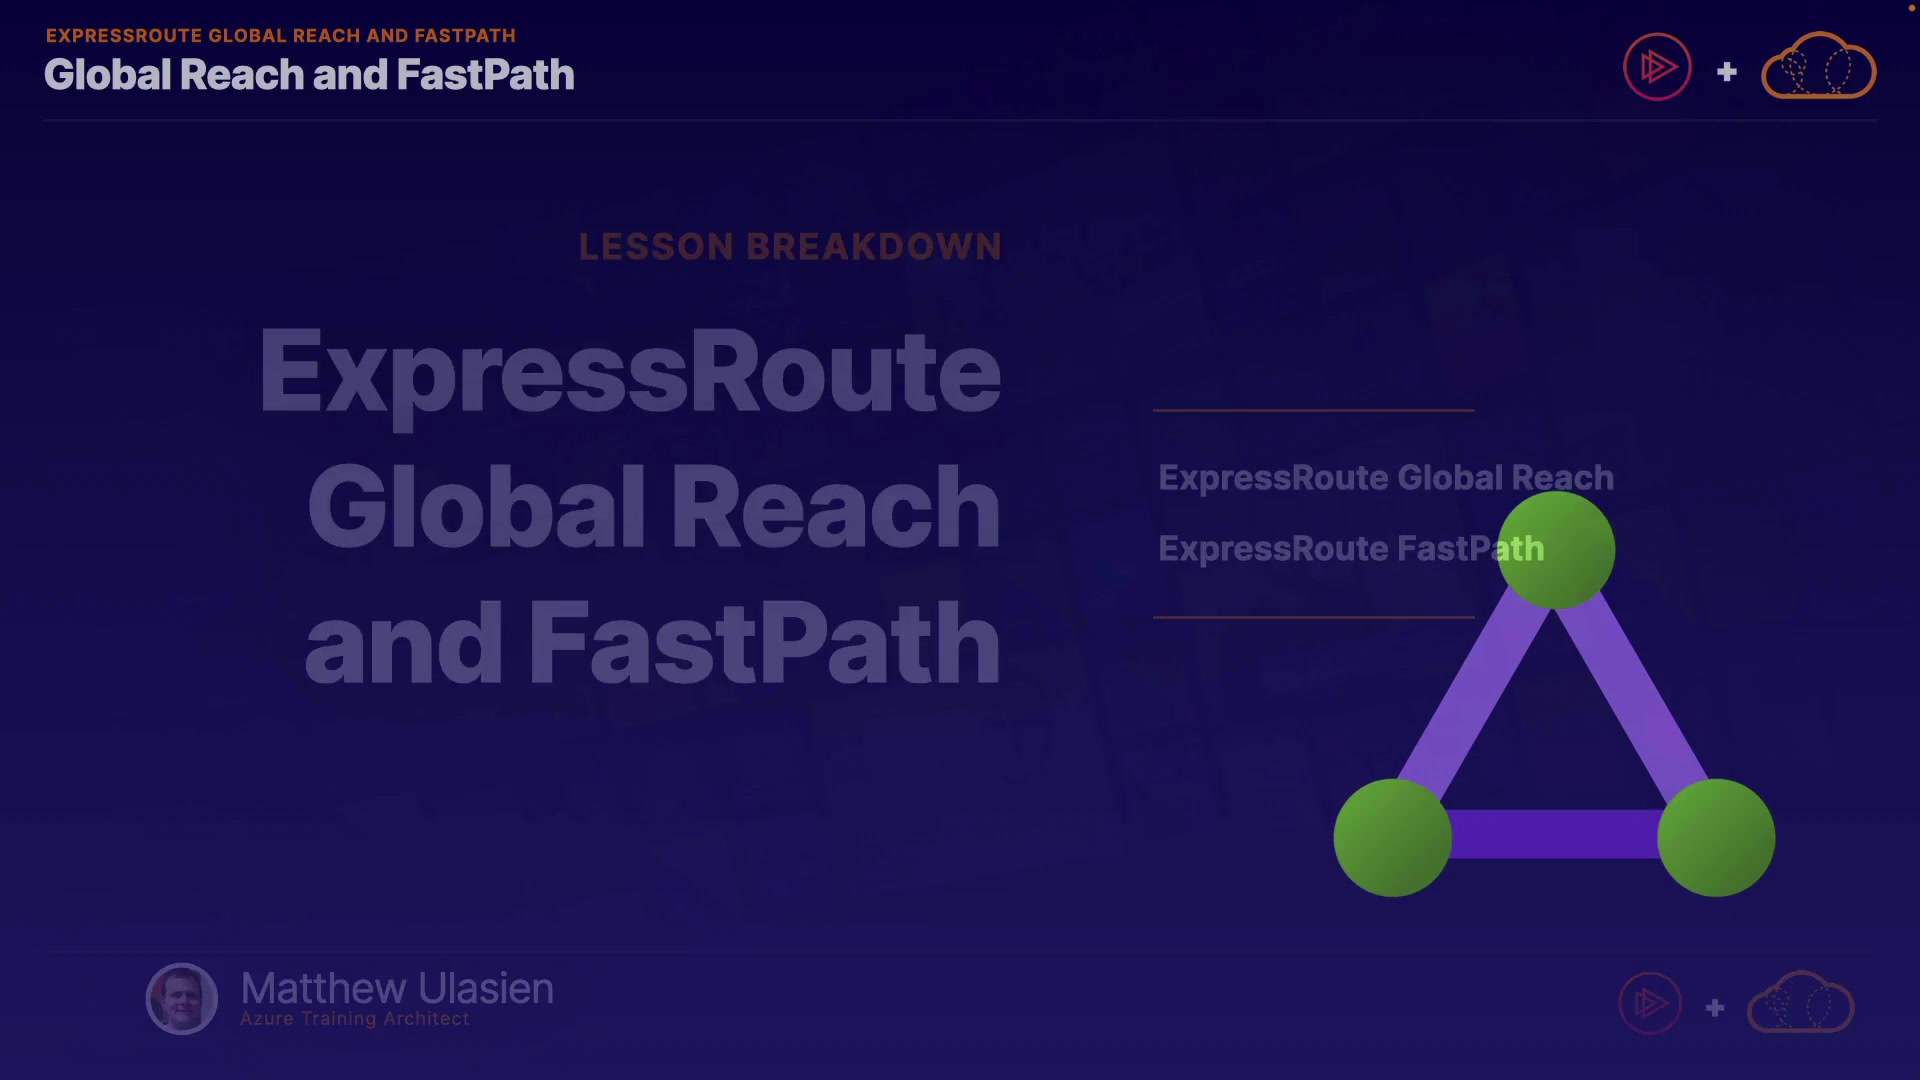 EXPRESSROUTE GLOBAL REACH AND FASTPATH
Global Reach and FastPath
LESSON BREAKDOWN
ExpressRoute
Global Reach
and FastPath
ExpressRoute Global Reach
ExpressRoute FastPath
Matthew Ulasien
Azure Training Architect